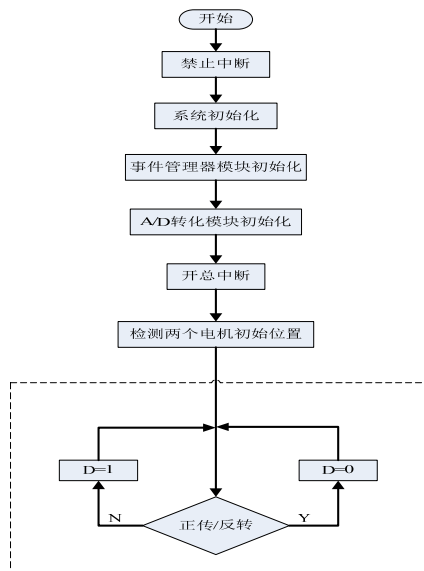 开始
禁止中断
系统初始化
事件管理器模块初始化
A/D转化模块初始化
开总中断
检测两个电机初始位置
D=1
D=0
N
正传/反转
Y